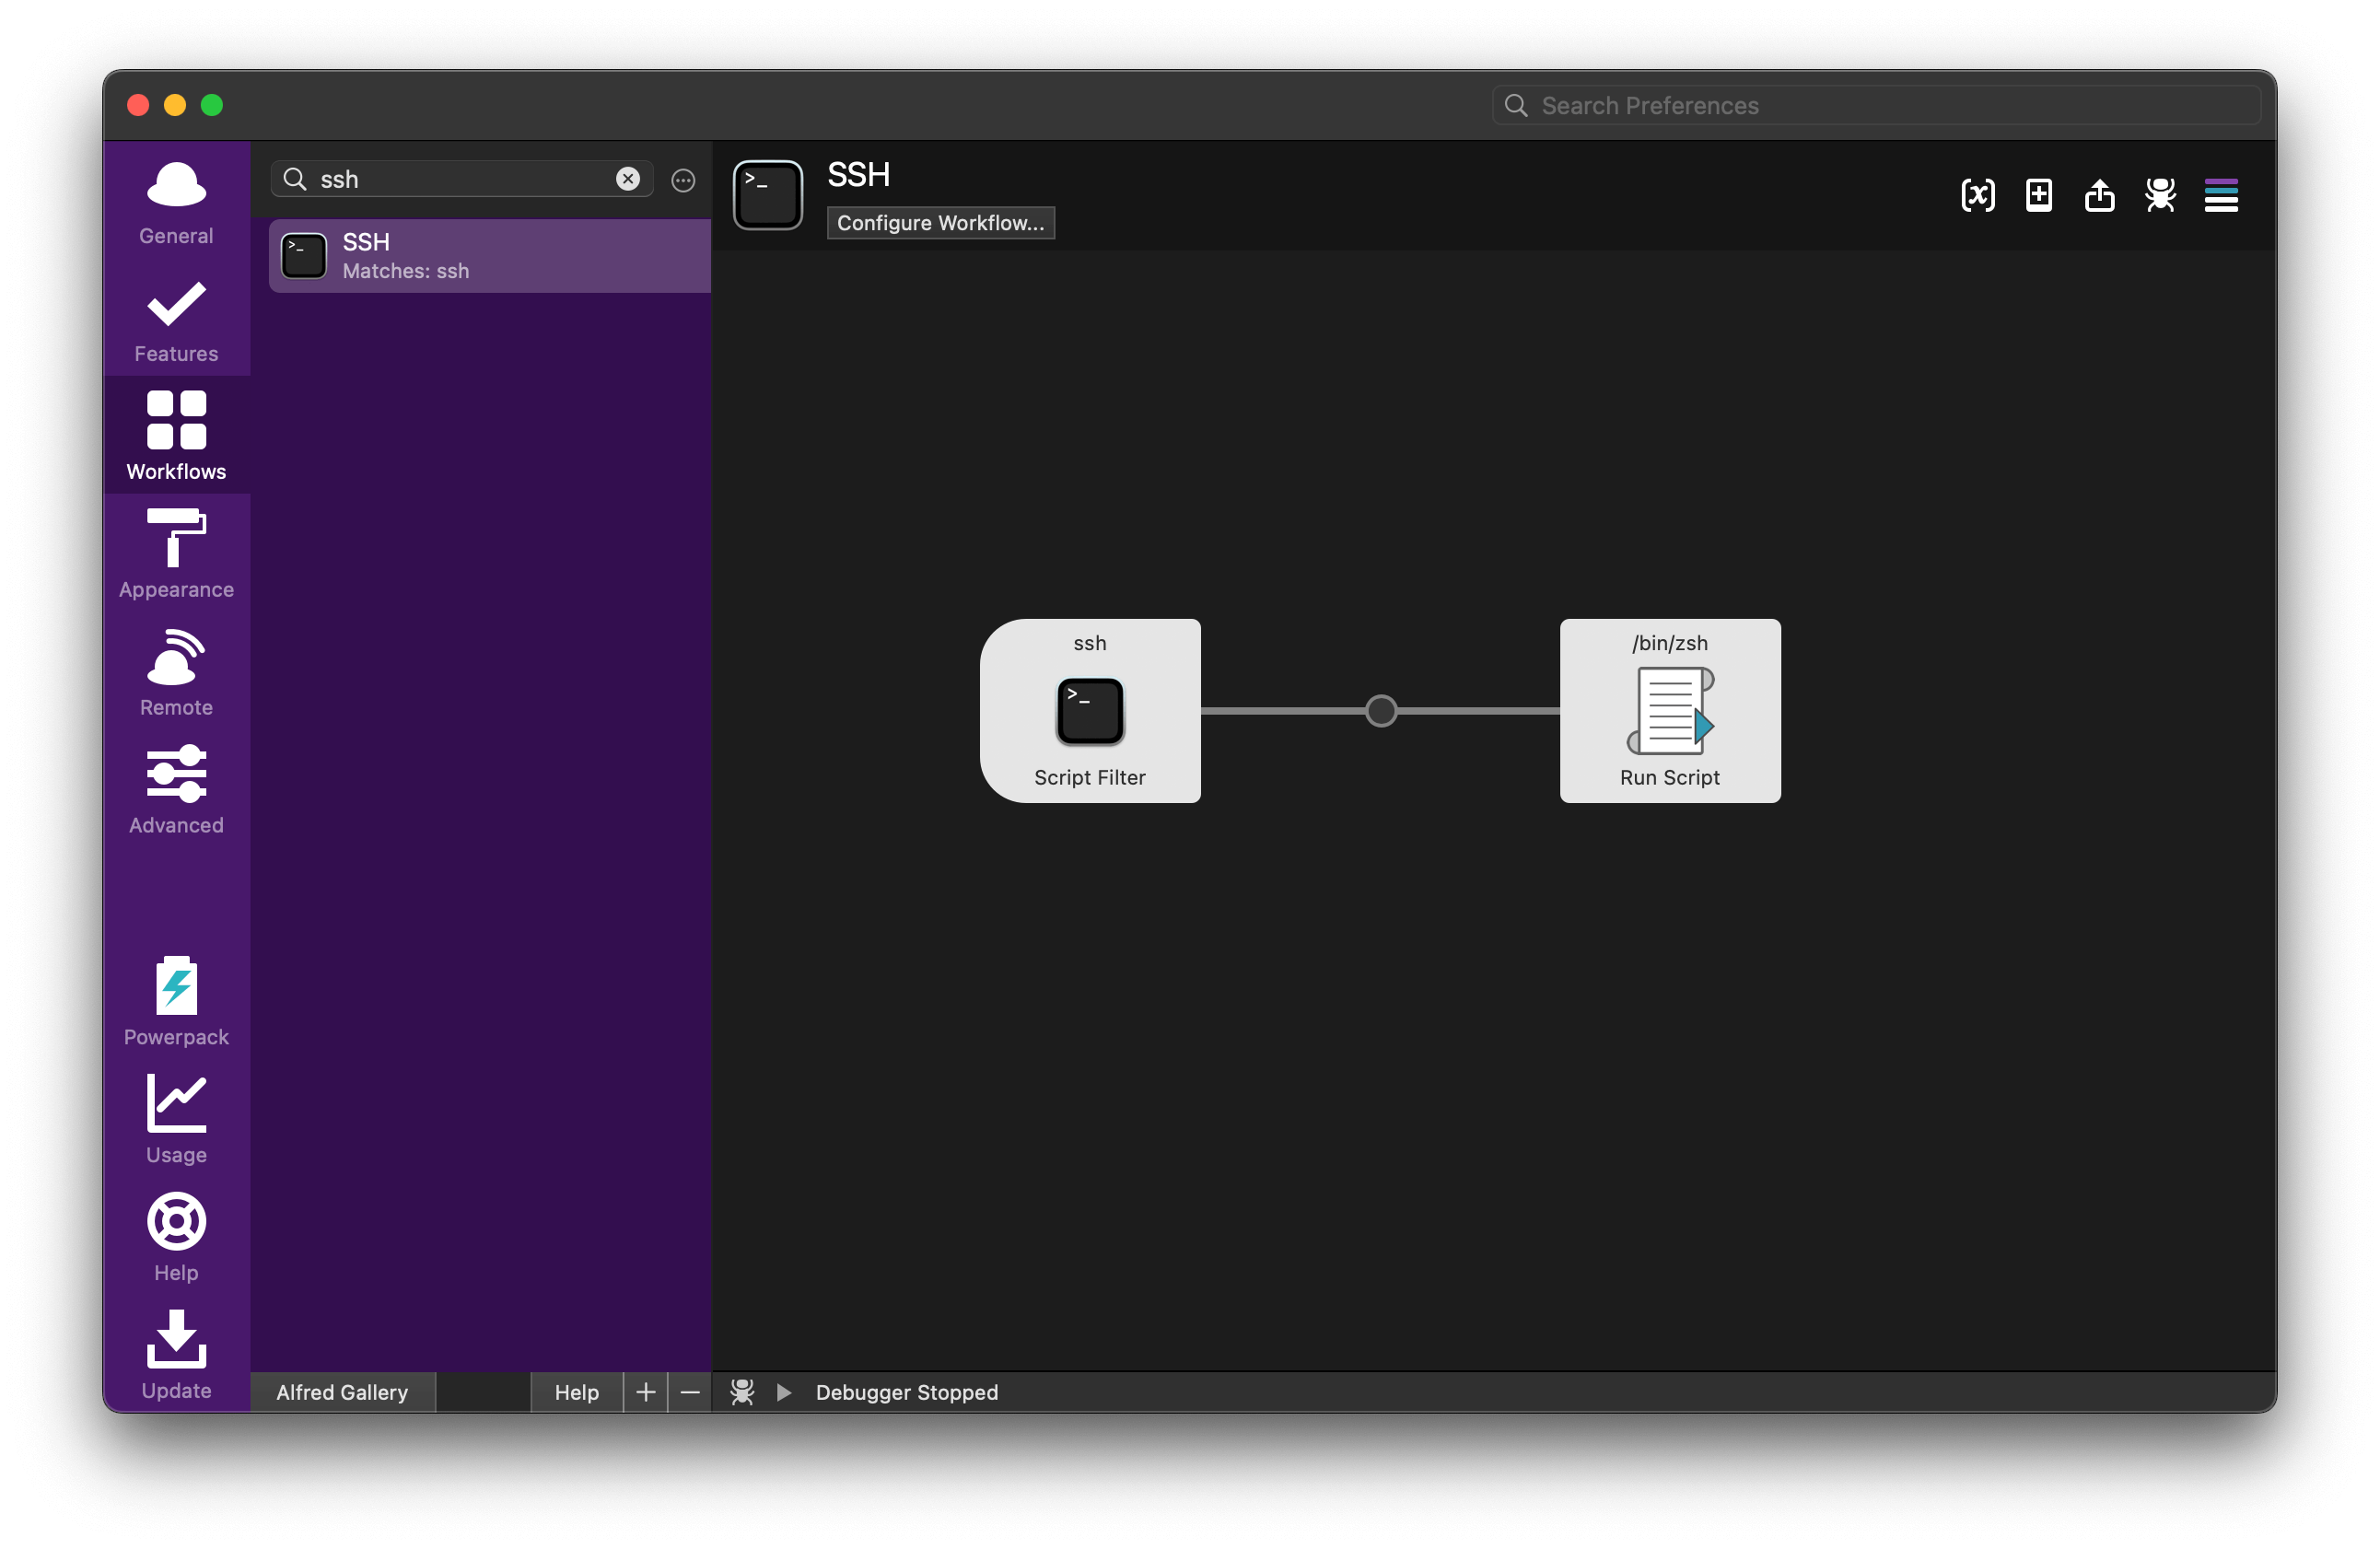 Search Preferences
General
Features
Workflows
Appearance
Remote
Advanced
Powerpack
Usage
Help
Update
ssh
>_
SSH
Matches: ssh
Alfred Gallery
Help
+
−
>_
SSH
Configure Workflow...
ssh
>_
Script Filter
/bin/zsh
Run Script
Debugger Stopped